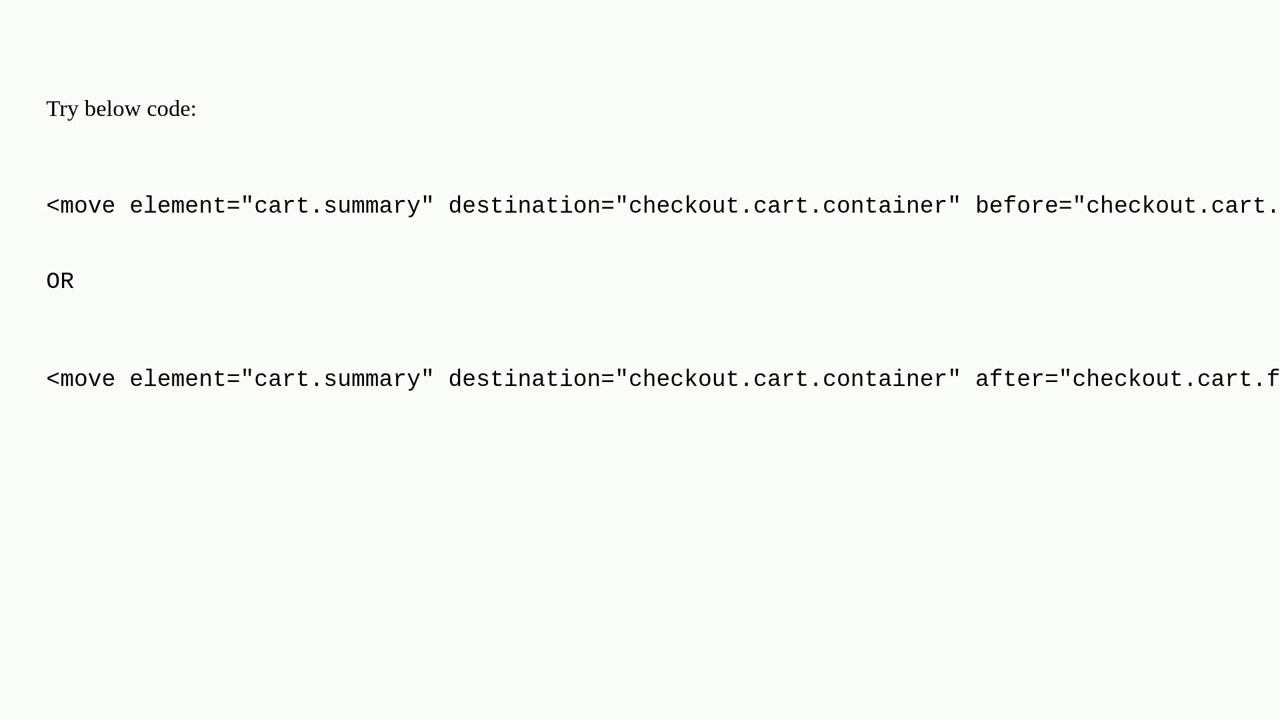 Try below code:
<move element="cart.summary" destination="checkout.cart.container" before="checkout.cart.
OR
<move element="cart.summary" destination="checkout.cart.container" after="checkout.cart.f